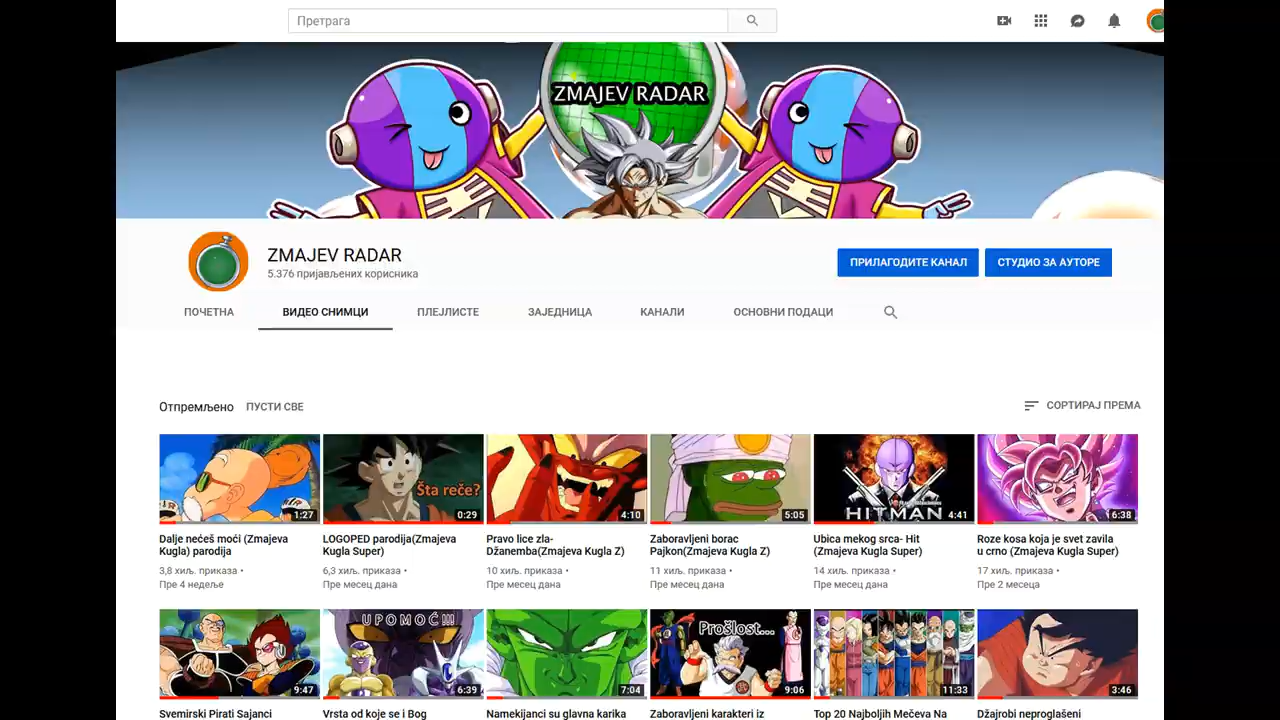 Претрага
ZMAJEV RADAR
ZMAJEV RADAR
5.376 пријављених корисника
ПРИЛАГОДИТЕ КАНАЛ
СТУДИО ЗА АУТОРЕ
ПОЧЕТНА
ВИДЕО СНИМЦИ
ПЛЕЈЛИСТЕ
ЗАЈЕДНИЦА
КАНАЛИ
ОСНОВНИ ПОДАЦИ
Отпремљено
ПУСТИ СВЕ
СОРТИРАЈ ПРЕМА
1:27
Šta reče?
0:29
4:10
5:05
HITMAN
4:41
6:38
Dalje nećeš moći (Zmajeva
Kugla) parodija
3,8 хиљ. приказа •
Пре 4 недеље
LOGOPED parodija(Zmajeva
Kugla Super)
6,3 хиљ. приказа •
Пре месец дана
Pravo lice zla-
Džanemba(Zmajeva Kugla Z)
10 хиљ. приказа •
Пре месец дана
Zaboravljeni borac
Pajkon(Zmajeva Kugla Z)
11 хиљ. приказа •
Пре месец дана
Ubica mekog srca- Hit
(Zmajeva Kugla Super)
14 хиљ. приказа •
Пре месец дана
Roze kosa koja je svet zavila
u crno (Zmajeva Kugla Super)
17 хиљ. приказа •
Пре 2 месеца
9:47
UPOMOĆ!!!
6:39
7:04
Prošlost...
9:06
11:33
3:46
Svemirski Pirati Sajanci
Vrsta od koje se i Bog
Namekijanci su glavna karika
Zaboravljeni karakteri iz
Top 20 Najboljih Mečeva Na
Džajrobi neproglašeni